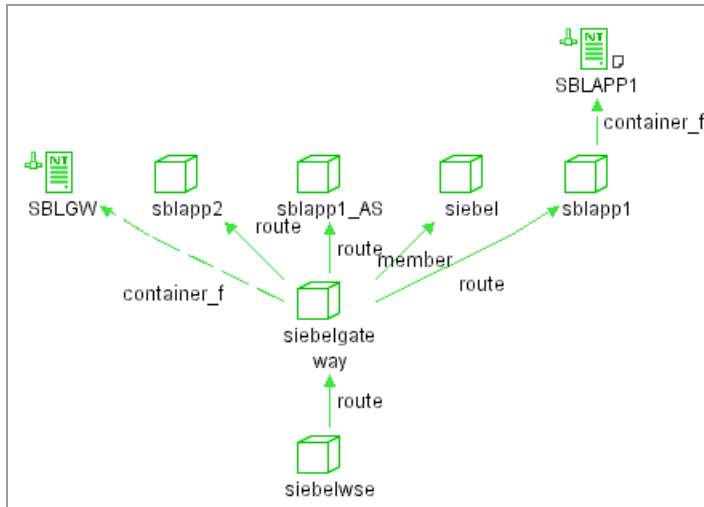 NT
SBLAPP1
container_f
NT
SBLGW
sblapp2
sblapp1_AS
siebel
sblapp1
route
route
member
route
container_f
siebelgate
way
route
siebelwse